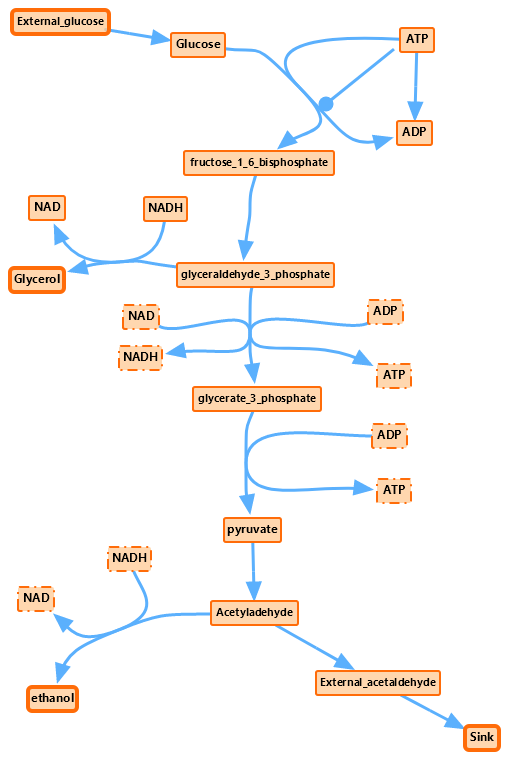 External_glucose
Glucose
ATP
ADP
fructose_1_6_bisphosphate
NAD
NADH
Glycerol
glyceraldehyde_3_phosphate
NAD
ADP
NADH
ATP
glycerate_3_phosphate
ADP
ATP
pyruvate
NADH
NAD
Acetyladehyde
External_acetaldehyde
ethanol
Sink